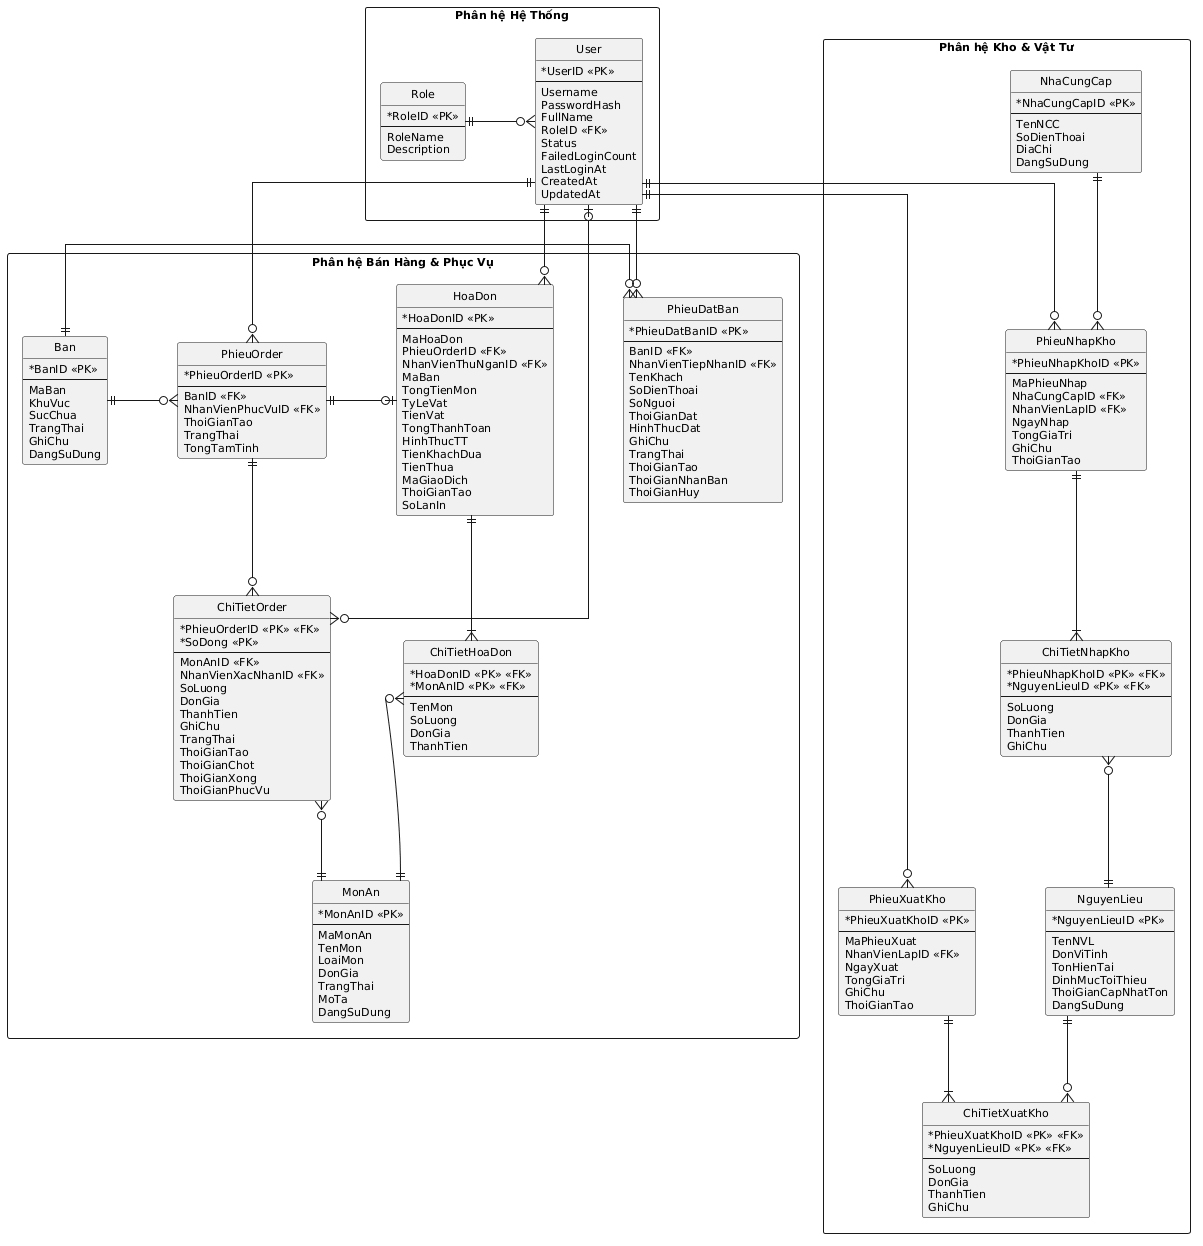 Phân hệ Hệ Thống
User
*UserID «PK»
Username
PasswordHash
FullName
RoleID «FK»
Status
FailedLoginCount
LastLoginAt
CreatedAt
UpdatedAt
Role
*RoleID «PK»
RoleName
Description
Phân hệ Bán Hàng & Phục Vụ
Ban
*BanID «PK»
MaBan
KhuVuc
SucChua
TrangThai
GhiChu
DangSuDung
PhieuOrder
*PhieuOrderID «PK»
BanID «FK»
NhanVienPhucVuID «FK»
ThoiGianTao
TrangThai
TongTamTinh
HoaDon
*HoaDonID «PK»
MaHoaDon
PhieuOrderID «FK»
NhanVienThuNganID «FK»
MaBan
TongTienMon
TyLeVat
TienVat
TongThanhToan
HinhThucTT
TienKhachDua
TienThua
MaGiaoDich
ThoiGianTao
SoLanIn
PhieuDatBan
*PhieuDatBanID «PK»
BanID «FK»
NhanVienTiepNhanID «FK»
TenKhach
SoDienThoai
SoNguoi
ThoiGianDat
HinhThucDat
GhiChu
TrangThai
ThoiGianTao
ThoiGianNhanBan
ThoiGianHuy
ChiTietOrder
*PhieuOrderID «PK» «FK»
*SoDong «PK»
MonAnID «FK»
NhanVienXacNhanID «FK»
SoLuong
DonGia
ThanhTien
GhiChu
TrangThai
ThoiGianTao
ThoiGianChot
ThoiGianXong
ThoiGianPhucVu
ChiTietHoaDon
*HoaDonID «PK» «FK»
*MonAnID «PK» «FK»
TenMon
SoLuong
DonGia
ThanhTien
MonAn
*MonAnID «PK»
MaMonAn
TenMon
LoaiMon
DonGia
TrangThai
MoTa
DangSuDung
Phân hệ Kho & Vật Tư
NhaCungCap
*NhaCungCapID «PK»
TenNCC
SoDienThoai
DiaChi
DangSuDung
PhieuNhapKho
*PhieuNhapKhoID «PK»
MaPhieuNhap
NhaCungCapID «FK»
NhanVienLapID «FK»
NgayNhap
TongGiaTri
GhiChu
ThoiGianTao
ChiTietNhapKho
*PhieuNhapKhoID «PK» «FK»
*NguyenLieuID «PK» «FK»
SoLuong
DonGia
ThanhTien
GhiChu
PhieuXuatKho
*PhieuXuatKhoID «PK»
MaPhieuXuat
NhanVienLapID «FK»
NgayXuat
TongGiaTri
GhiChu
ThoiGianTao
NguyenLieu
*NguyenLieuID «PK»
TenNVL
DonViTinh
TonHienTai
DinhMucToiThieu
ThoiGianCapNhatTon
DangSuDung
ChiTietXuatKho
*PhieuXuatKhoID «PK» «FK»
*NguyenLieuID «PK» «FK»
SoLuong
DonGia
ThanhTien
GhiChu